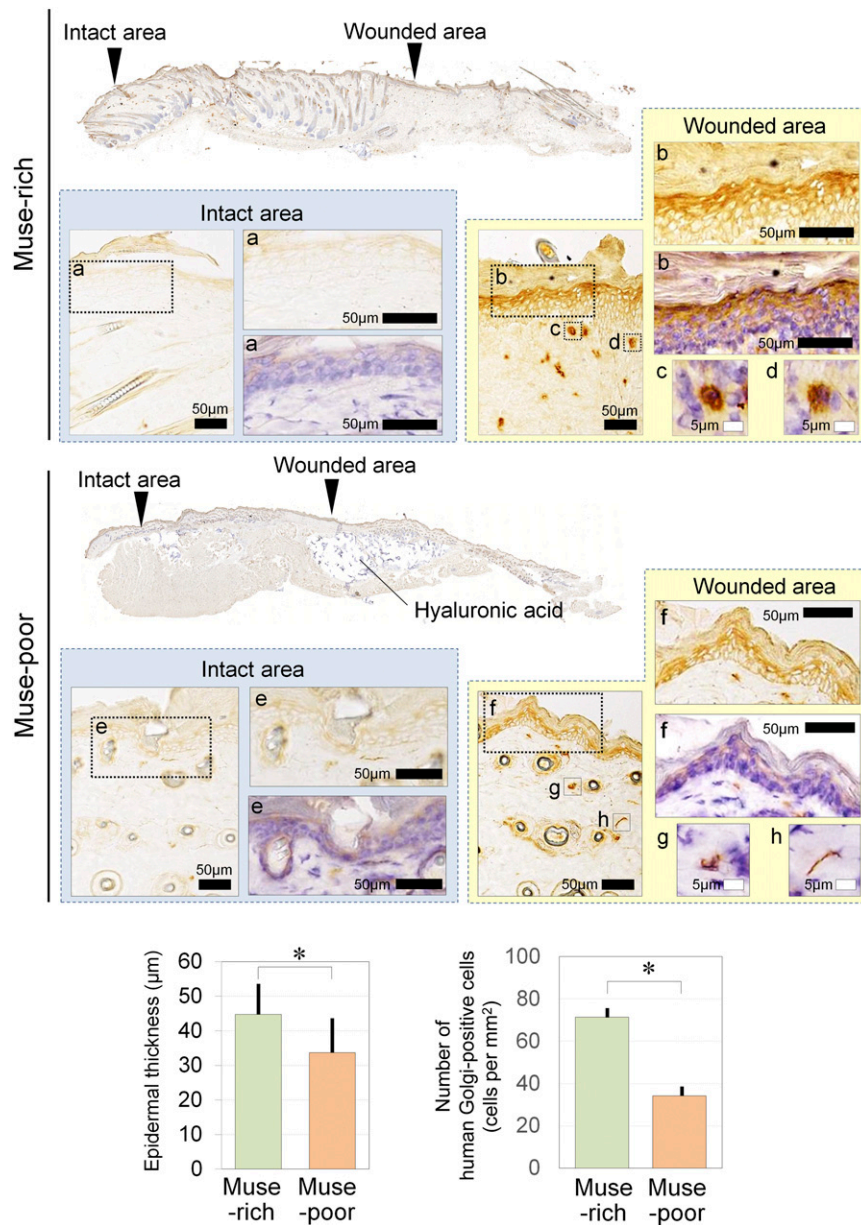 Muse-rich
Intact area
Wounded area
Intact area
a
50µm
a
50µm
a
50µm
Wounded area
b
c
d
50µm
b
50µm
b
50µm
c
5µm
d
5µm
Muse-poor
Intact area
Wounded area
Hyaluronic acid
Intact area
e
50µm
e
50µm
e
50µm
Wounded area
f
g
h
50µm
f
50µm
f
50µm
g
5µm
h
5µm
Epidermal thickness (µm)
60
50
40
30
20
10
0
*
Muse
-rich
Muse
-poor
Number of
human Golgi-positive cells
(cells per mm²)
100
80
60
40
20
0
*
Muse
-rich
Muse
-poor